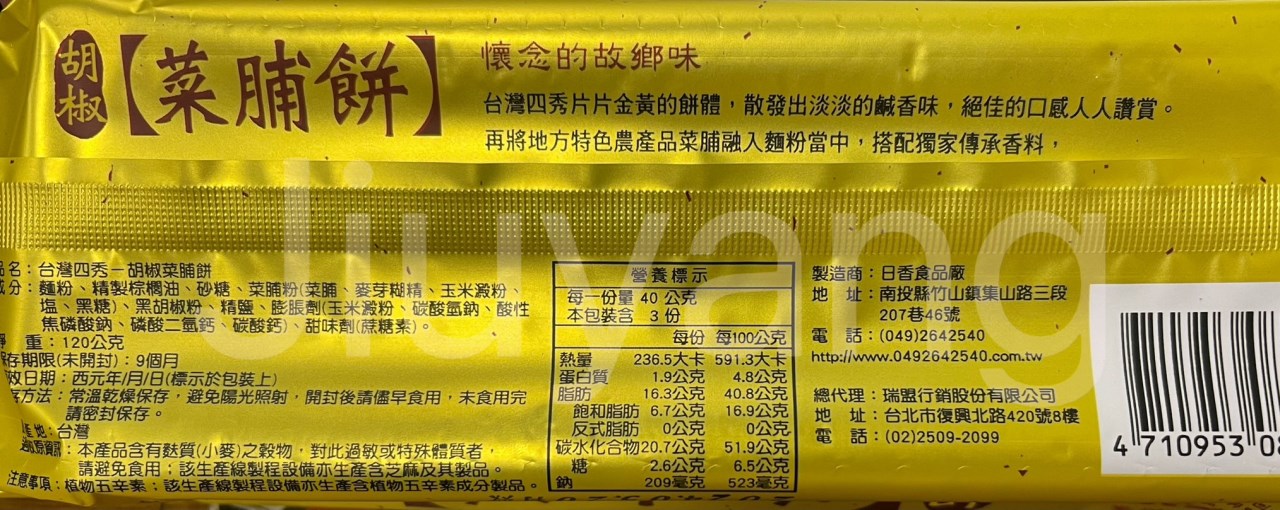 胡椒
【菜脯餅】
懷念的故鄉味
台灣四秀片片金黃的餅體，散發出淡淡的鹹香味，絕佳的口感人人讚賞。
再將地方特色農產品菜脯融入麵粉當中，搭配獨家傳承香料，
Jiuyang
品名：台灣四秀－胡椒菜脯餅
成分：麵粉、精製棕櫚油、砂糖、菜脯粉(菜脯、麥芽糊精、玉米澱粉、
塩、黑糖)、黑胡椒粉、精鹽、膨脹劑(玉米澱粉、碳酸氫鈉、酸性
焦磷酸鈉、磷酸二氫鈣、碳酸鈣)、甜味劑(蔗糖素)。
淨 重：120公克
保存期限(未開封)：9個月
有效日期：西元年/月/日(標示於包裝上)
保存方法：常溫乾燥保存，避免陽光照射，開封後請儘早食用，未食用完
請密封保存。
產地：台灣
過敏原資訊：本產品含有麩質(小麥)之穀物，對此過敏或特殊體質者，
請避免食用；該生產線製程設備亦生產含芝麻及其製品。
注意事項：植物五辛素；該生產線製程設備亦生產含植物五辛素成分製品。
營養標示
每一份量 40 公克
本包裝含 3 份
每份 每100公克
熱量 236.5大卡 591.3大卡
蛋白質 1.9公克 4.8公克
脂肪 16.3公克 40.8公克
飽和脂肪 6.7公克 16.9公克
反式脂肪 0公克 0公克
碳水化合物 20.7公克 51.9公克
糖 2.6公克 6.5公克
鈉 209毫克 523毫克
製造商：日香食品廠
地 址：南投縣竹山鎮集山路三段
207巷46號
電 話：(049)2642540
http://www.0492642540.com.tw
總代理：瑞盟行銷股份有限公司
地 址：台北市復興北路420號8樓
電 話：(02)2509-2099
4 710953 08